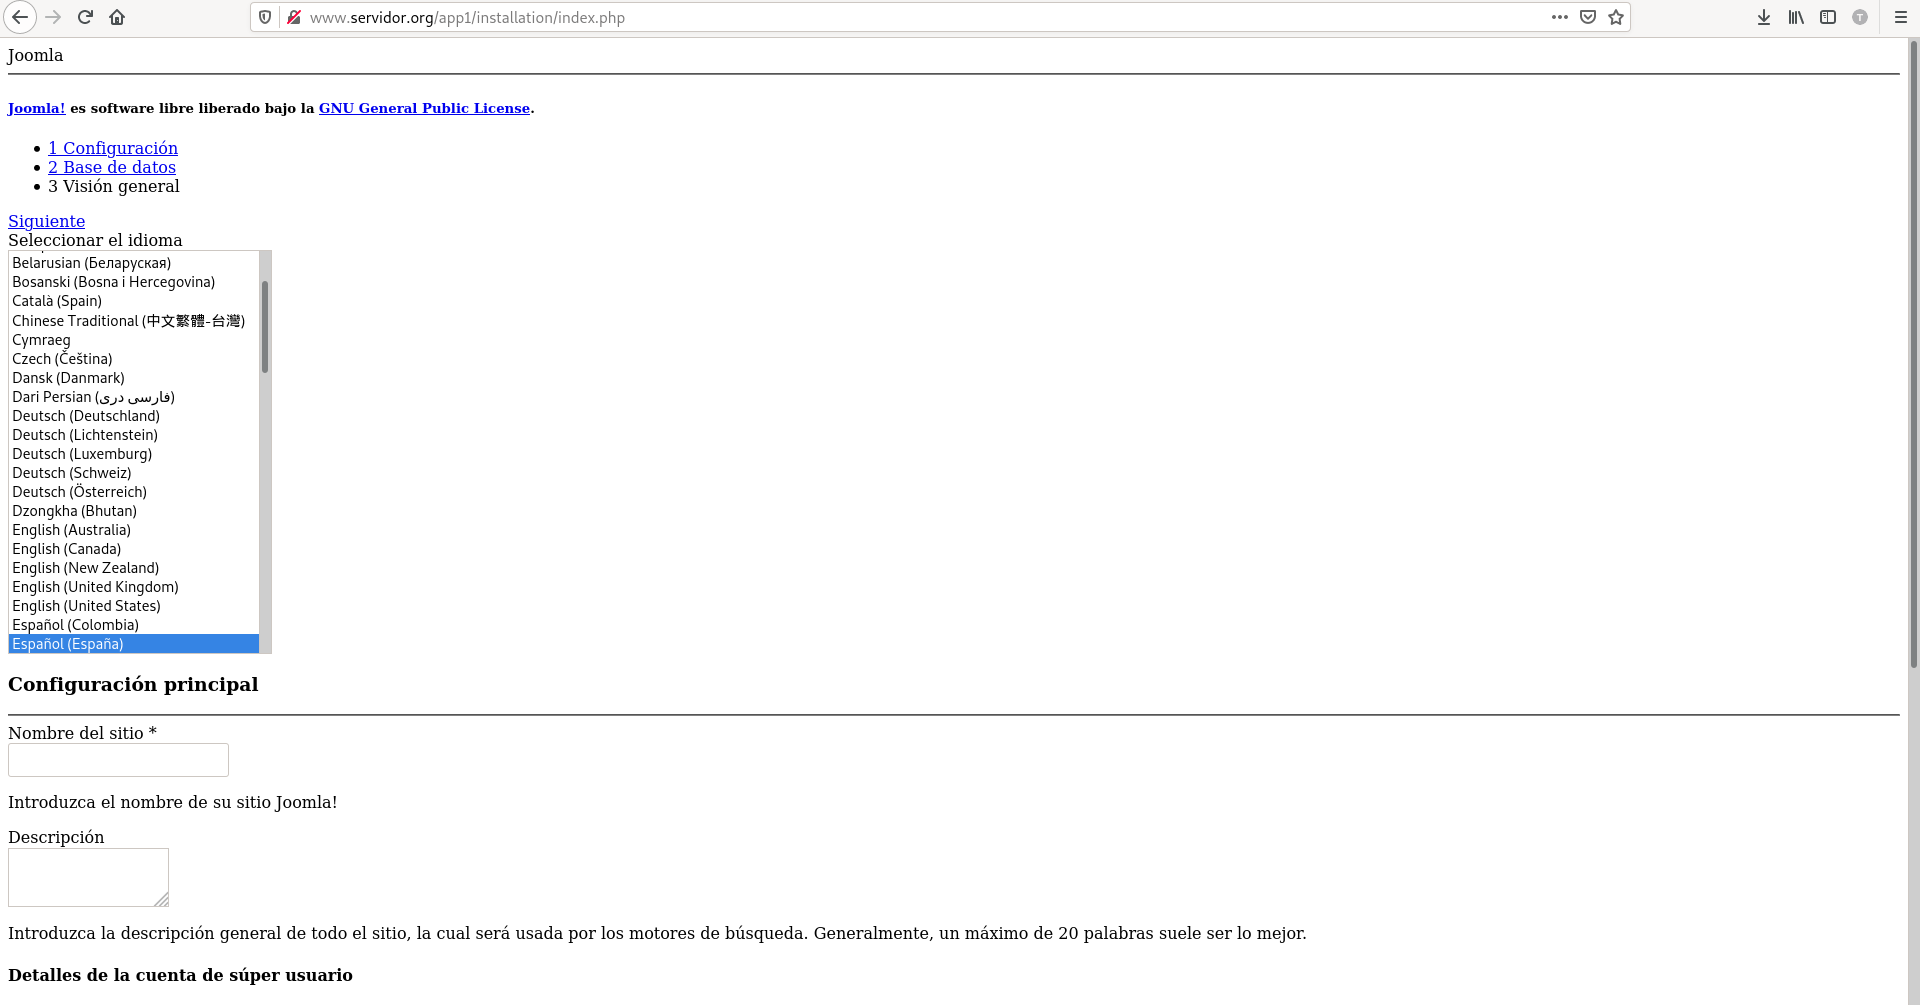 www.servidor.org/app1/installation/index.php
T
Joomla
Joomla! es software libre liberado bajo la GNU General Public License.
1 Configuración
2 Base de datos
3 Visión general
Siguiente
Seleccionar el idioma
Belarusian (Беларуская)
Bosanski (Bosna i Hercegovina)
Català (Spain)
Chinese Traditional (中文繁體-台灣)
Cymraeg
Czech (Čeština)
Dansk (Danmark)
Dari Persian (فارسی دری)
Deutsch (Deutschland)
Deutsch (Lichtenstein)
Deutsch (Luxemburg)
Deutsch (Schweiz)
Deutsch (Österreich)
Dzongkha (Bhutan)
English (Australia)
English (Canada)
English (New Zealand)
English (United Kingdom)
English (United States)
Español (Colombia)
Español (España)
Configuración principal
Nombre del sitio *
Introduzca el nombre de su sitio Joomla!
Descripción
Introduzca la descripción general de todo el sitio, la cual será usada por los motores de búsqueda. Generalmente, un máximo de 20 palabras suele ser lo mejor.
Detalles de la cuenta de súper usuario